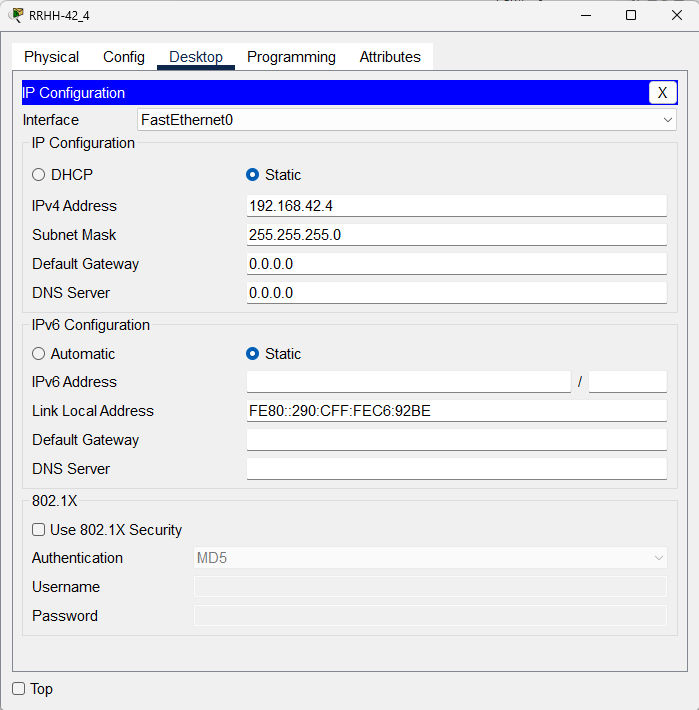 RRHH-42_4
Physical Config Desktop Programming Attributes
IP Configuration X
Interface FastEthernet0
IP Configuration
DHCP Static
IPv4 Address 192.168.42.4
Subnet Mask 255.255.255.0
Default Gateway 0.0.0.0
DNS Server 0.0.0.0
IPv6 Configuration
Automatic Static
IPv6 Address /
Link Local Address FE80::290:CFF:FEC6:92BE
Default Gateway
DNS Server
802.1X
Use 802.1X Security
Authentication MD5
Username
Password
Top